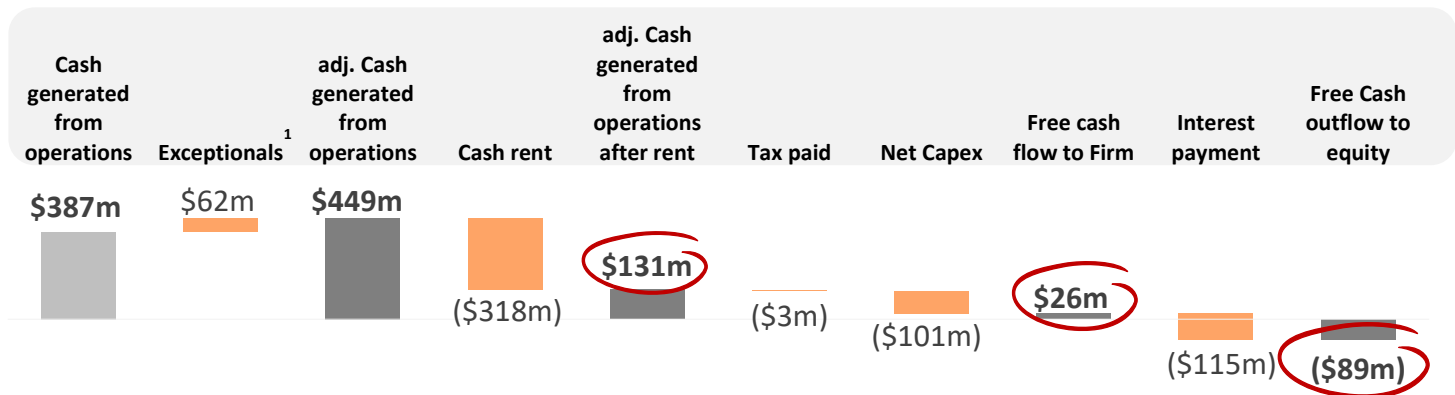 Cash
generated
from
operations
Exceptionals1
adj. Cash
generated
from
operations
Cash rent
adj. Cash
generated
from
operations
after rent
Tax paid
Net Capex
Free cash
flow to Firm
Interest
payment
Free Cash
outflow to
equity
$387m
$62m
$449m
($318m)
$131m
($3m)
($101m)
$26m
($115m)
($89m)